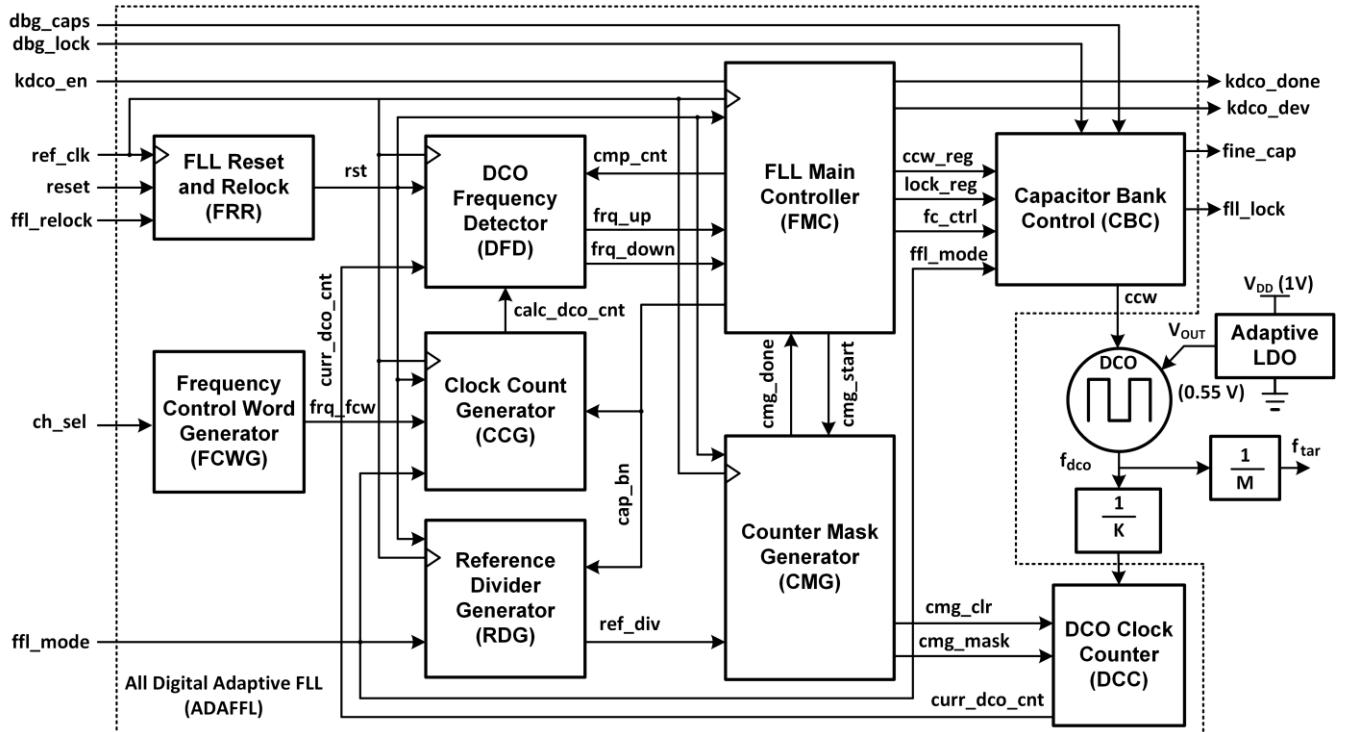 dbg_caps
dbg_lock
kdco_en
ref_clk
reset
ffl_relock
FLL Reset
and Relock
(FRR)
rst
DCO
Frequency
Detector
(DFD)
cmp_cnt
frq_up
frq_down
FLL Main
Controller
(FMC)
kdco_done
kdco_dev
ccw_reg
lock_reg
fc_ctrl
ffl_mode
Capacitor Bank
Control (CBC)
fine_cap
fll_lock
ccw
curr_dco_cnt
calc_dco_cnt
ch_sel
Frequency
Control Word
Generator
(FCWG)
frq_fcw
Clock Count
Generator
(CCG)
cap_bn
cmg_done
cmg_start
VDD (1V)
VOUT
Adaptive
LDO
DCO
(0.55 V)
fdco
1
M
ftar
1
K
ffl_mode
Reference
Divider
Generator
(RDG)
ref_div
Counter Mask
Generator
(CMG)
cmg_clr
cmg_mask
DCO Clock
Counter
(DCC)
curr_dco_cnt
All Digital Adaptive FLL
(ADAFFL)